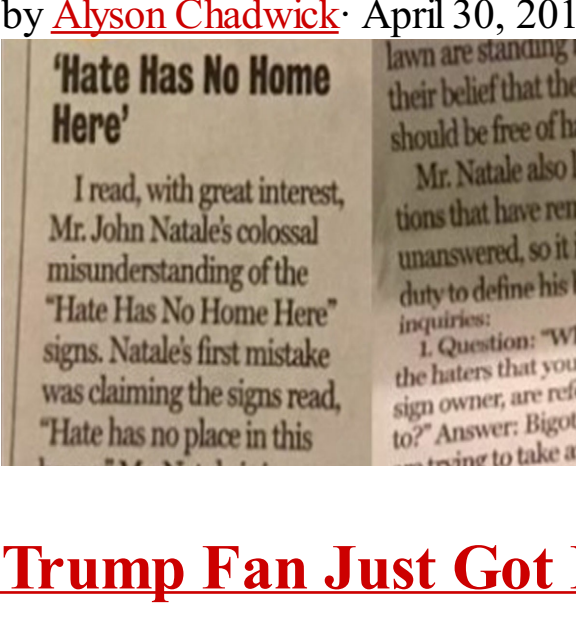 by Alyson Chadwick· April 30, 201
'Hate Has No Home
Here'
I read, with great interest,
Mr. John Natale's colossal
misunderstanding of the
"Hate Has No Home Here"
signs. Natale's first mistake
was claiming the signs read,
"Hate has no place in this
lawn are standing
their belief that the
should be free of
Mr. Natale also
tions that have
unanswered, so it
duty to define his
inquiries:
1. Question:
the haters that you
sign owner, are
to?" Answer:
to take a
Trump Fan Just Got